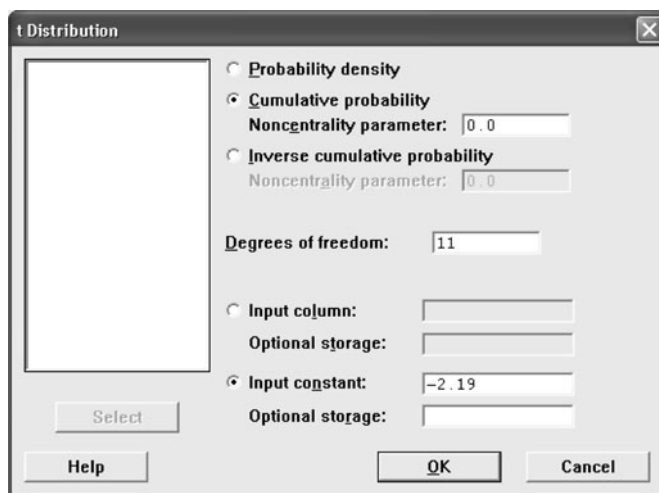 t Distribution
Probability density
Cumulative probability
Noncentrality parameter: 0.0
Inverse cumulative probability
Noncentrality parameter: 0.0
Degrees of freedom: 11
Input column:
Optional storage:
Input constant: -2.19
Optional storage:
Select
Help
OK
Cancel